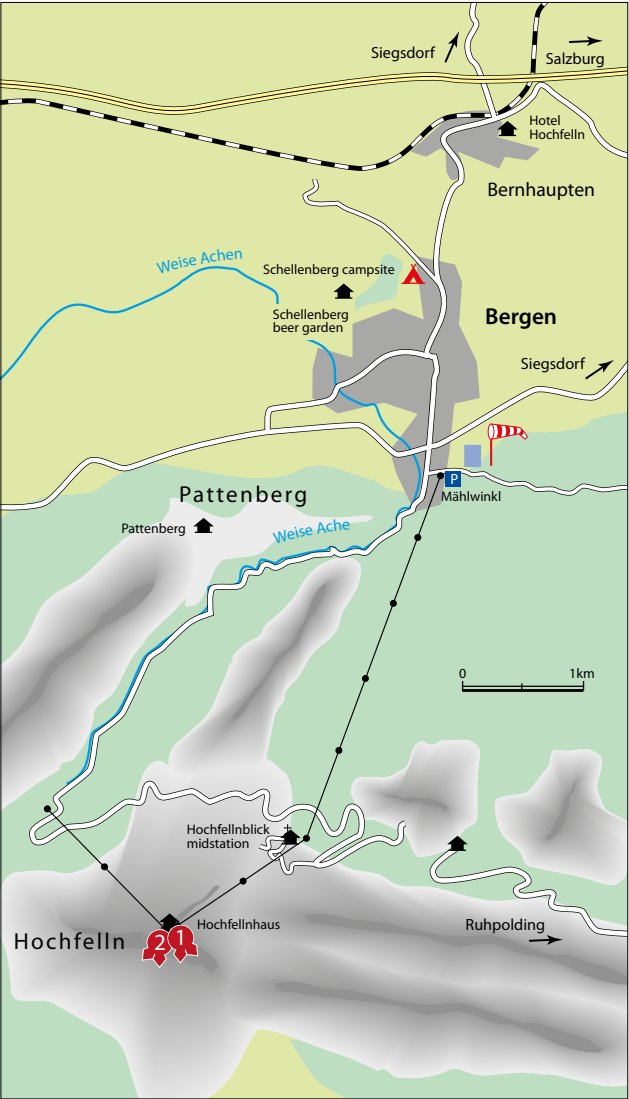 Siegsdorf
Salzburg
Hotel
Hochfelln
Bernhaupten
Weise Achen
Schellenberg campsite
Schellenberg
beer garden
Bergen
Siegsdorf
P
Mählwinkl
Pattenberg
Pattenberg
Weise Ache
0 1km
Hochfellnblick
midstation
Hochfellnhaus
Ruhpolding
Hochfelln
2 1